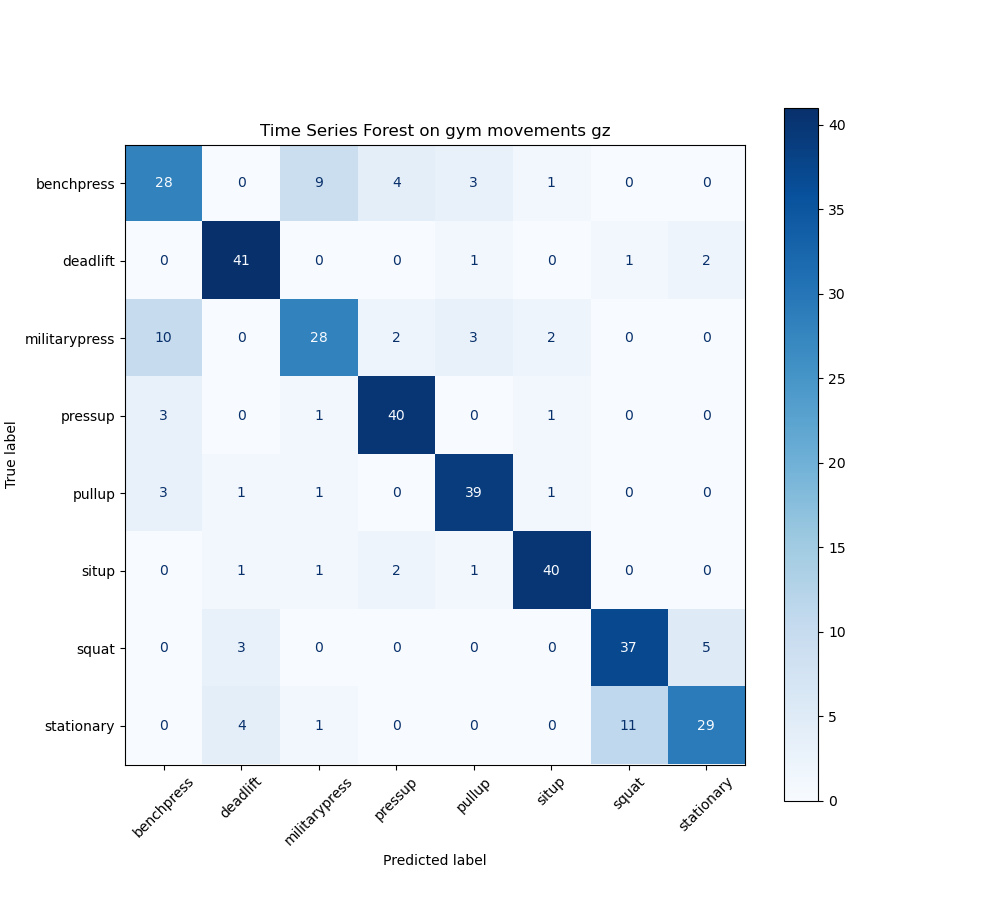 Time Series Forest on gym movements gz
True label
benchpress 28 0 9 4 3 1 0 0
deadlift 0 41 0 0 1 0 1 2
militarypress 10 0 28 2 3 2 0 0
pressup 3 0 1 40 0 1 0 0
pullup 3 1 1 0 39 1 0 0
situp 0 1 1 2 1 40 0 0
squat 0 3 0 0 0 0 37 5
stationary 0 4 1 0 0 0 11 29
benchpress deadlift militarypress pressup pullup situp squat stationary
Predicted label
40
35
30
25
20
15
10
5
0